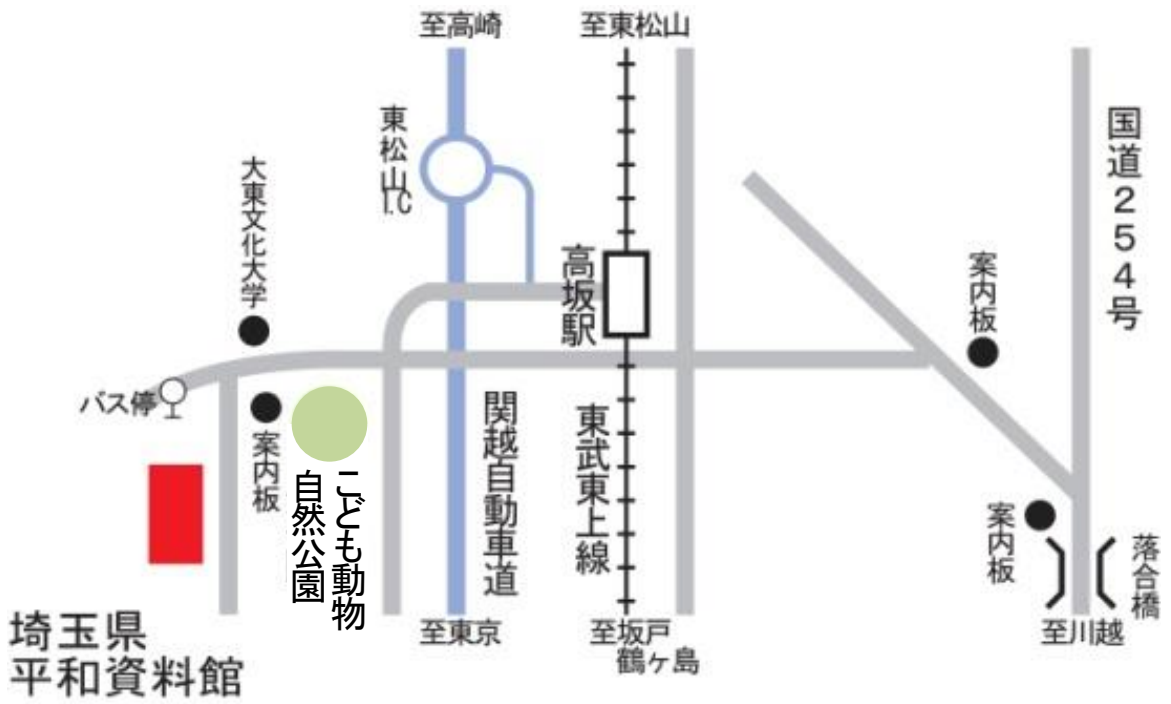 至高崎
至東松山
東松山I.C
国道254号
大東文化大学
高坂駅
案内板
バス停
案内板
関越自動車道
東武東上線
こども動物
自然公園
案内板
落合橋
埼玉県
平和資料館
至東京
至坂戸
鶴ヶ島
至川越